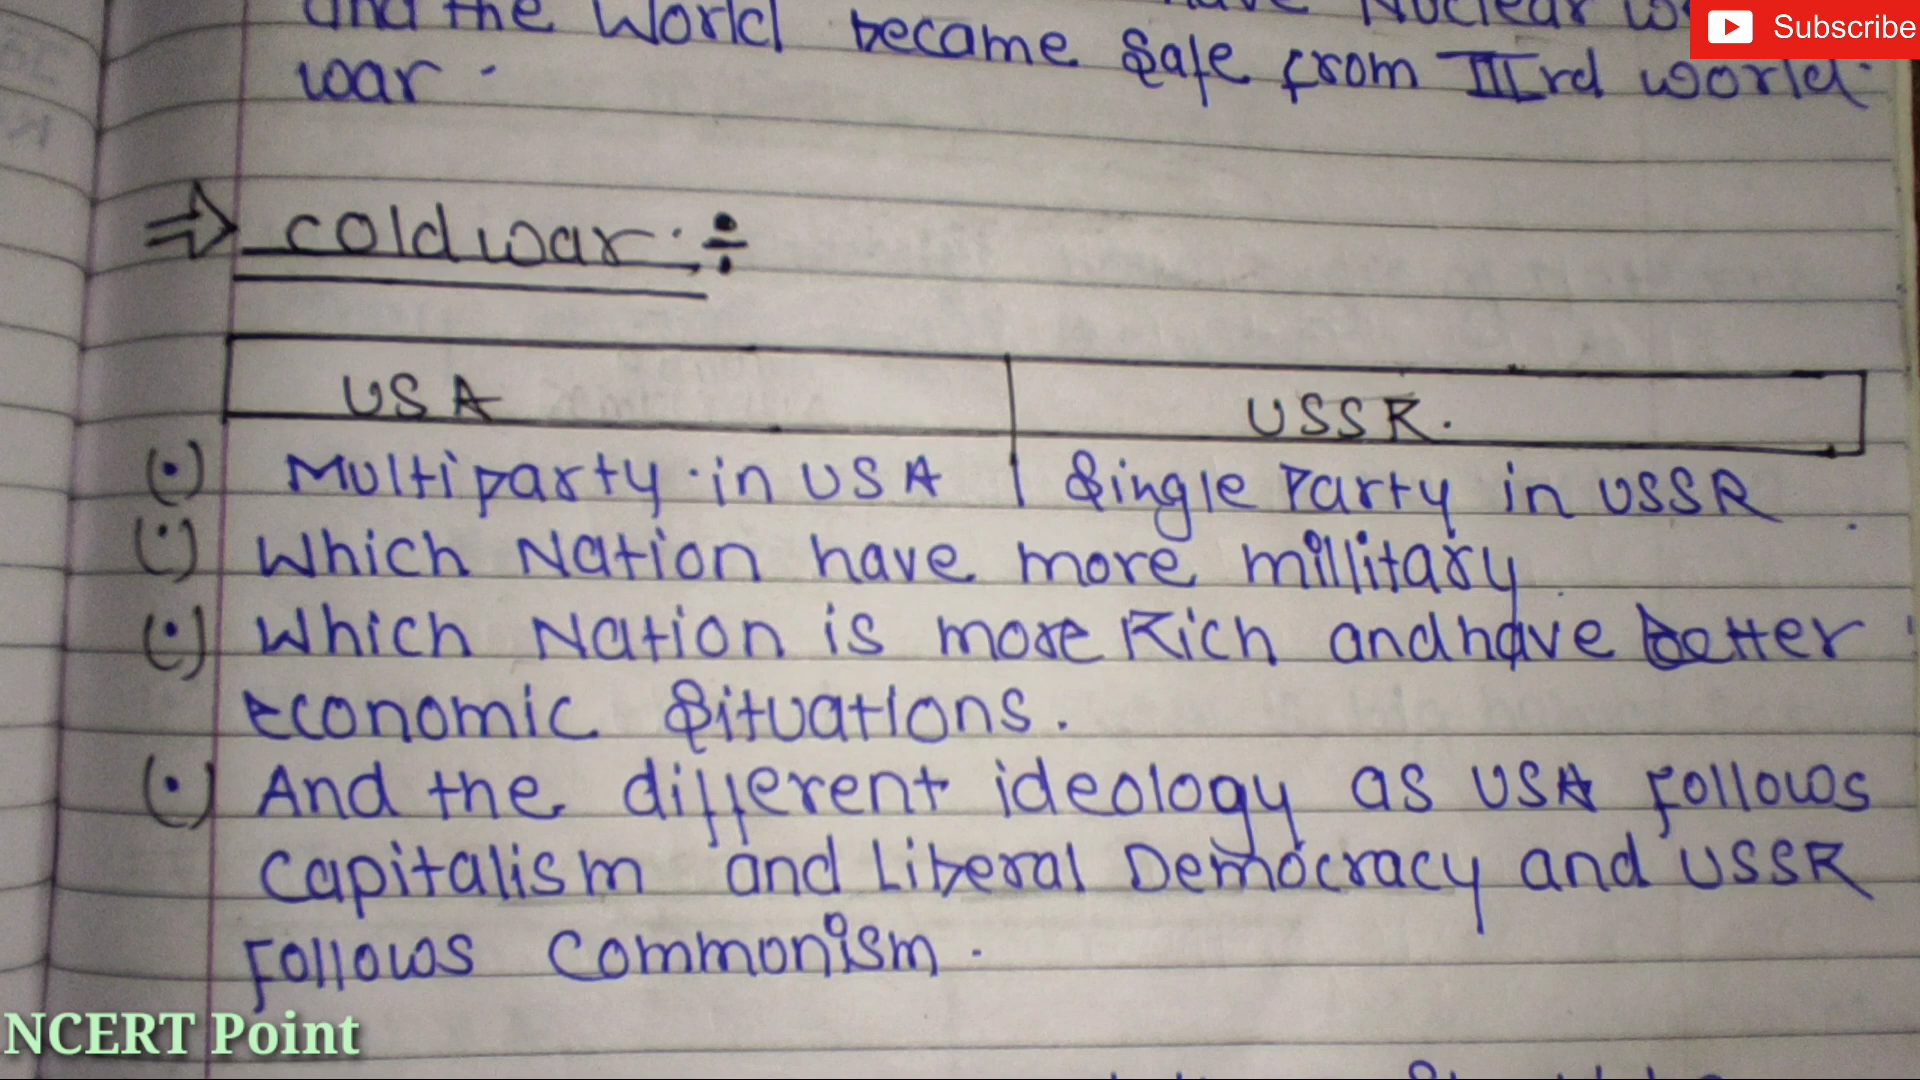 and the World became Safe from IIIrd world
war.
Subscribe
⇒ coldwar :÷
USA
USSR.
(•) Multiparty in USA | Single Party in USSR
(•) Which Nation have more millitary
(•) Which Nation is more Rich and have better
economic Situations.
(•) And the different ideology as USA Follows
Capitalism and Liberal Democracy and USSR
Follows Commonism.
NCERT Point